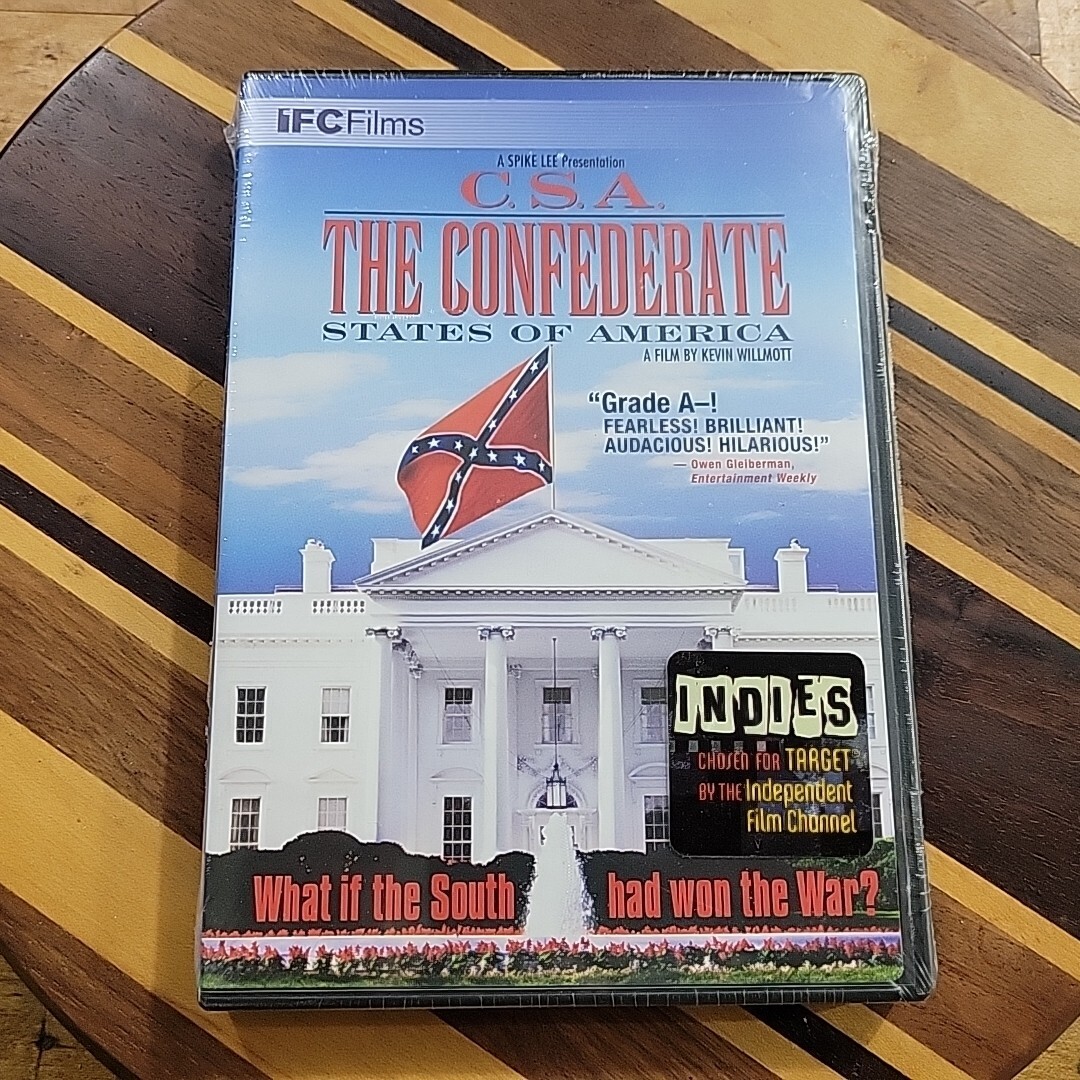 IFCFilms
A SPIKE LEE Presentation
C.S.A.
THE CONFEDERATE
STATES OF AMERICA
A FILM BY KEVIN WILLMOTT
“Grade A–!
FEARLESS! BRILLIANT!
AUDACIOUS! HILARIOUS!”
— Owen Gleiberman,
Entertainment Weekly
INDIES
CHOSEN FOR TARGET
BY THE Independent
Film Channel
What if the South had won the War?